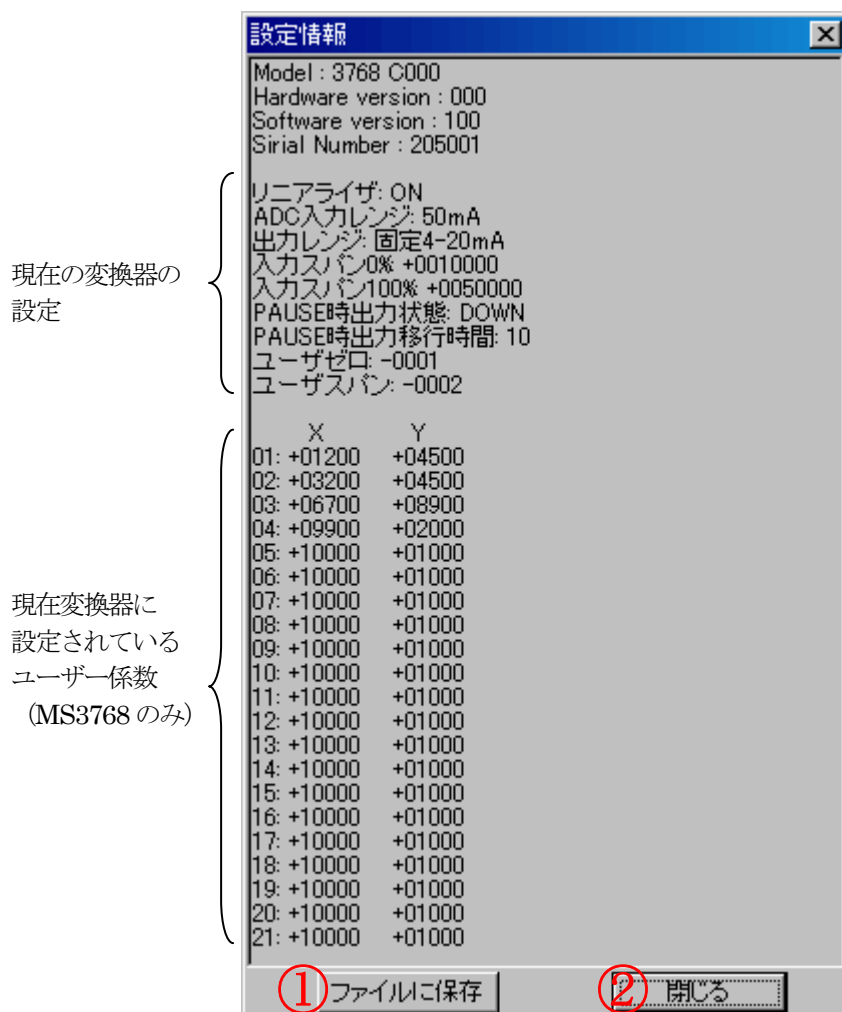 設定情報
Model : 3768 C000
Hardware version : 000
Software version : 100
Sirial Number : 205001
現在の変換器の
設定
リニアライザ: ON
ADC入力レンジ: 50mA
出力レンジ: 固定4-20mA
入力スパン0% +0010000
入力スパン100% +0050000
PAUSE時出力状態: DOWN
PAUSE時出力移行時間: 10
ユーザゼロ: -0001
ユーザスパン: -0002
現在変換器に
設定されている
ユーザー係数
(MS3768 のみ)
X Y
01: +01200 +04500
02: +03200 +04500
03: +06700 +08900
04: +09900 +02000
05: +10000 +01000
06: +10000 +01000
07: +10000 +01000
08: +10000 +01000
09: +10000 +01000
10: +10000 +01000
11: +10000 +01000
12: +10000 +01000
13: +10000 +01000
14: +10000 +01000
15: +10000 +01000
16: +10000 +01000
17: +10000 +01000
18: +10000 +01000
19: +10000 +01000
20: +10000 +01000
21: +10000 +01000
① ファイルに保存
② 閉じる